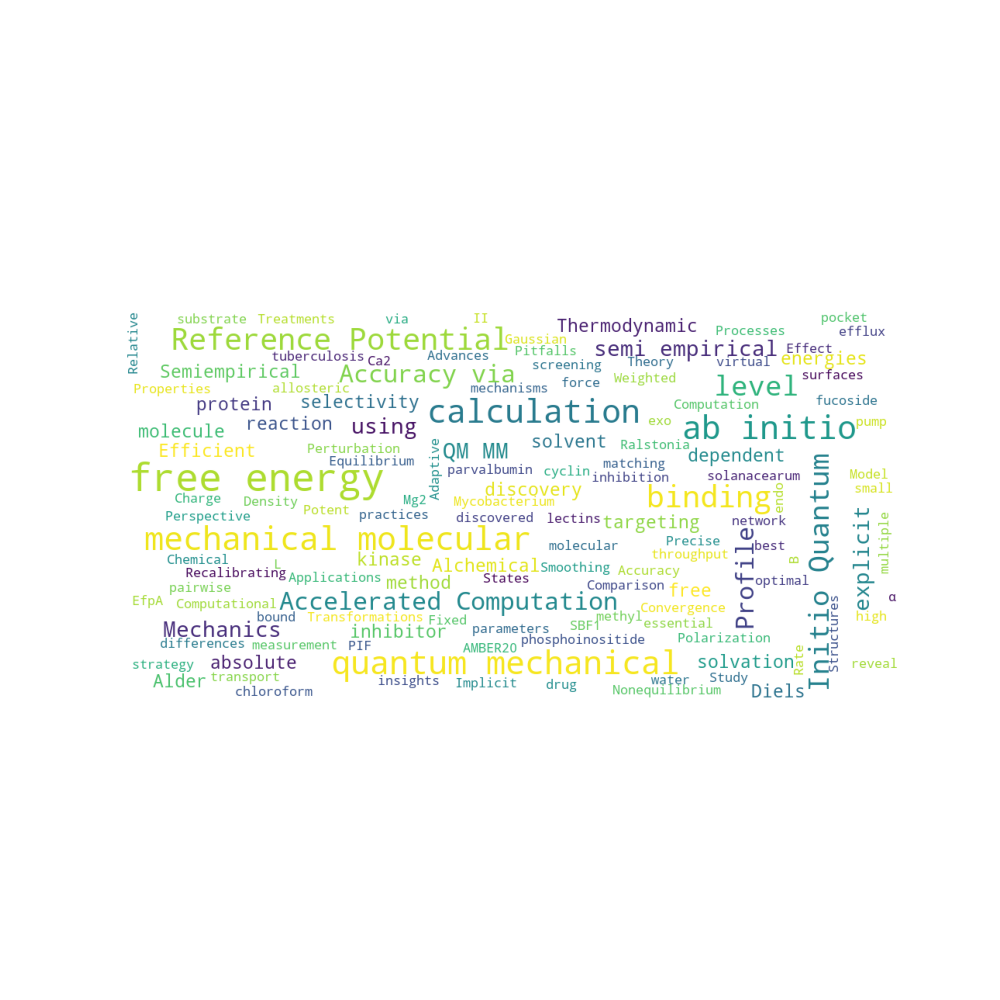 substrate Treatments via II pocket
Relative
Reference Potential Gaussian Thermodynamic Processes efflux
tuberculosis Ca2 Advances Pitfalls semi empirical Effect energies
Semiempirical Accuracy via screening Theory virtual surfaces
Properties allosteric mechanisms force Weighted level
protein selectivity calculation Computation fucoside
molecule reaction using exo ab initio pump
Efficient Perturbation QM MM solvent Ralstonia dependent
Equilibrium Adaptive parvalbumin cyclin matching
free energy inhibition solanacearum Model
Charge Density Mg2 Mycobacterium discovery binding endo small
Perspective Potent practices discovered lectins targeting network
mechanical molecular molecular Precise best
Chemical kinase Alchemical Smoothing throughput B optimal
Recalibrating L Applications method States Accuracy Profile explicit multiple
pairwise Comparison free
EfpA Computational Accelerated Computation Convergence α
bound Transformations Fixed SBF1 methyl essential high
Mechanics inhibitor parameters Polarization
differences measurement PIF AMBER20 phosphoinositide
strategy absolute quantum mechanical solvation Rate Structures reveal
Alder transport insights Implicit drug water Study Initio Quantum
chloroform Nonequilibrium Diels